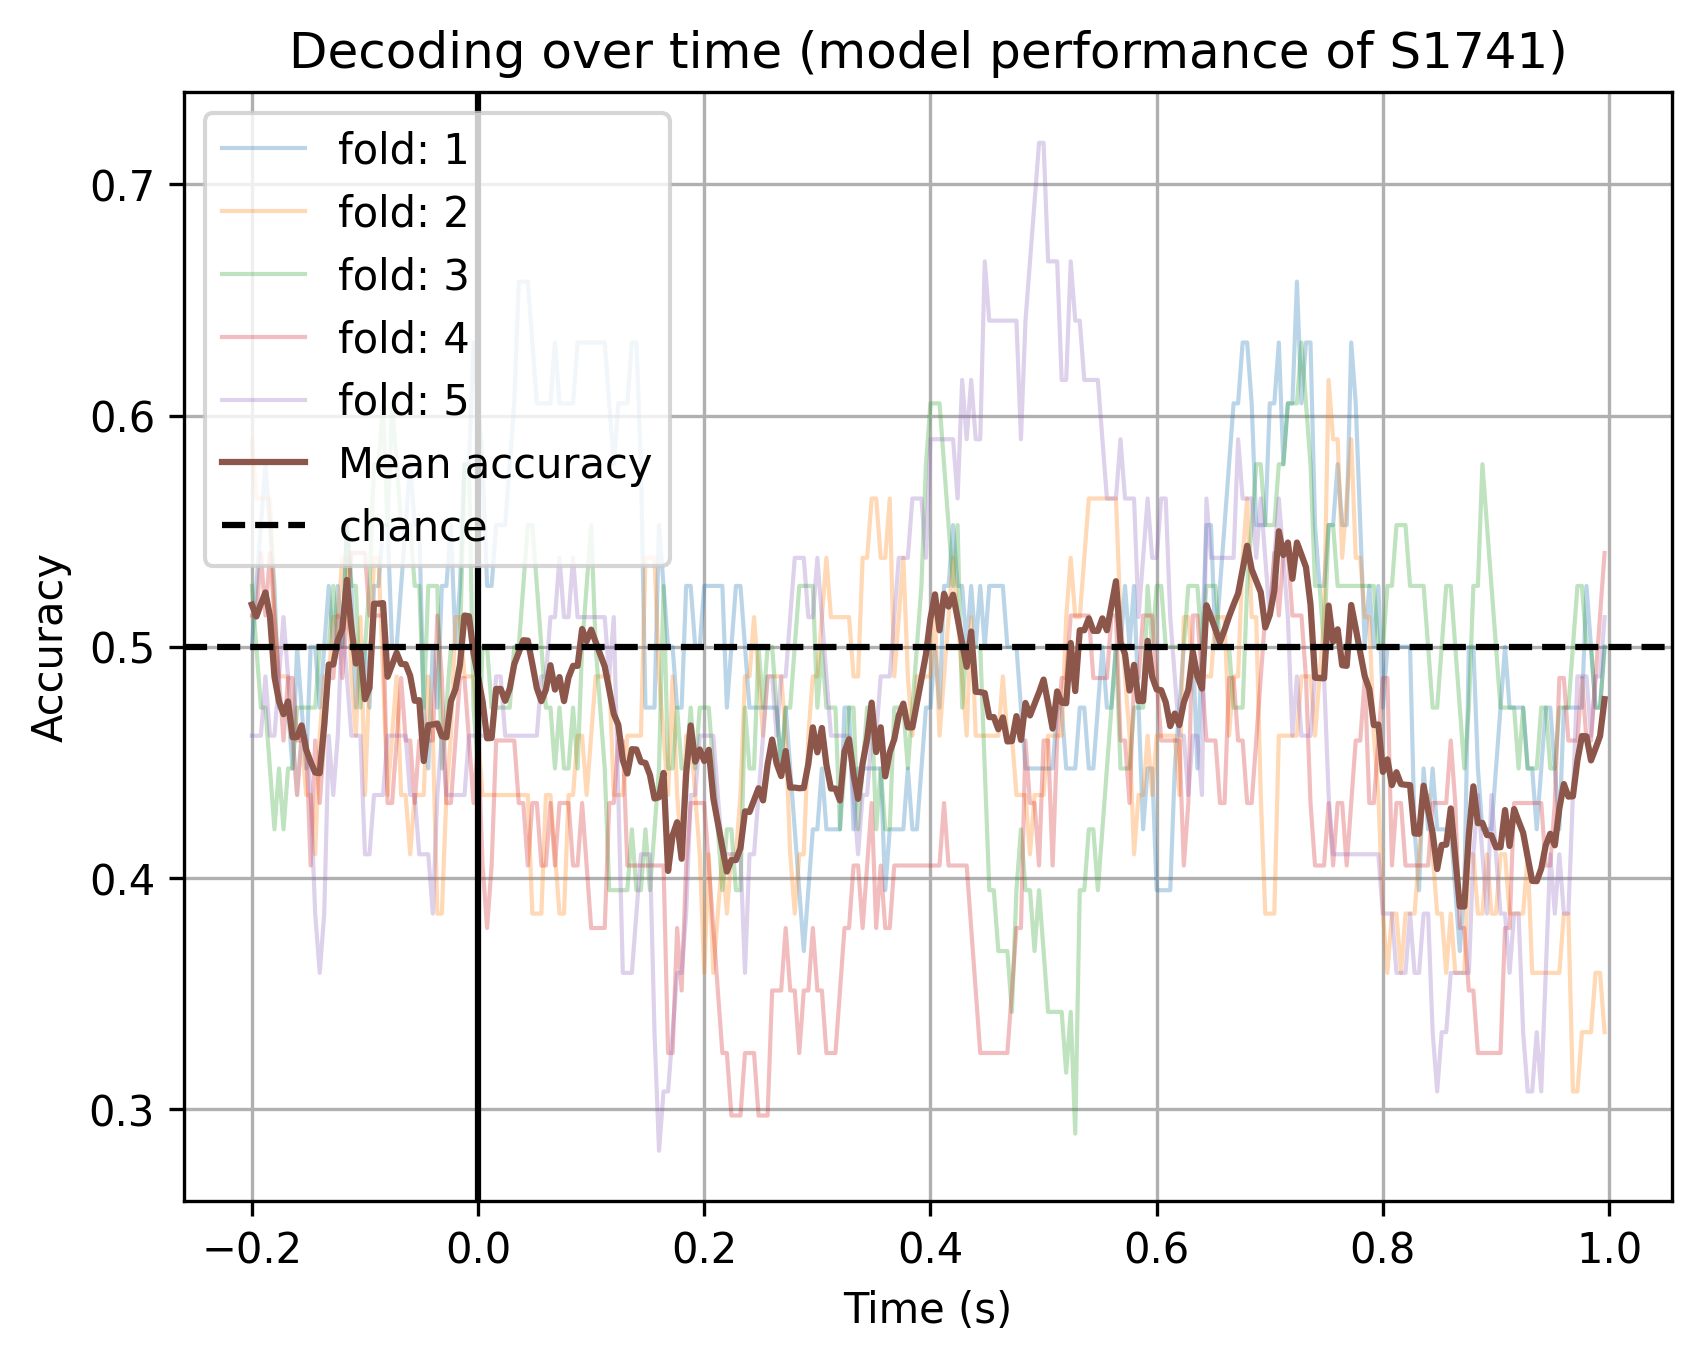 Decoding over time (model performance of S1741)
fold: 1
fold: 2
fold: 3
fold: 4
fold: 5
Mean accuracy
chance
Accuracy
0.7
0.6
0.5
0.4
0.3
−0.2 0.0 0.2 0.4 0.6 0.8 1.0
Time (s)